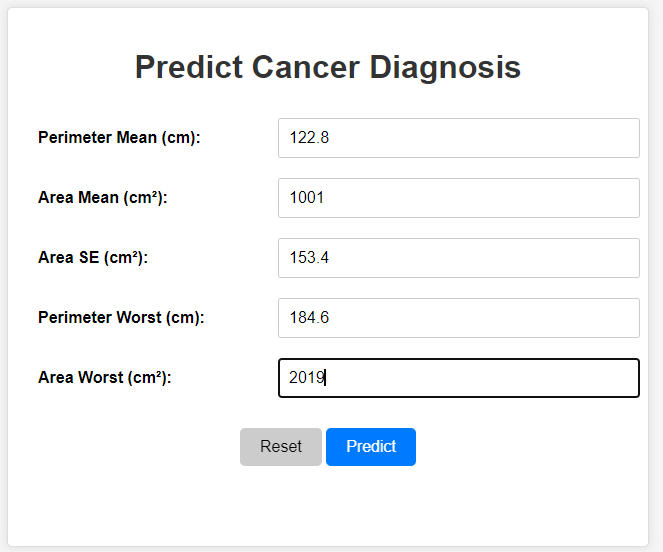 Predict Cancer Diagnosis
Perimeter Mean (cm): 122.8
Area Mean (cm²): 1001
Area SE (cm²): 153.4
Perimeter Worst (cm): 184.6
Area Worst (cm²): 2019
Reset Predict